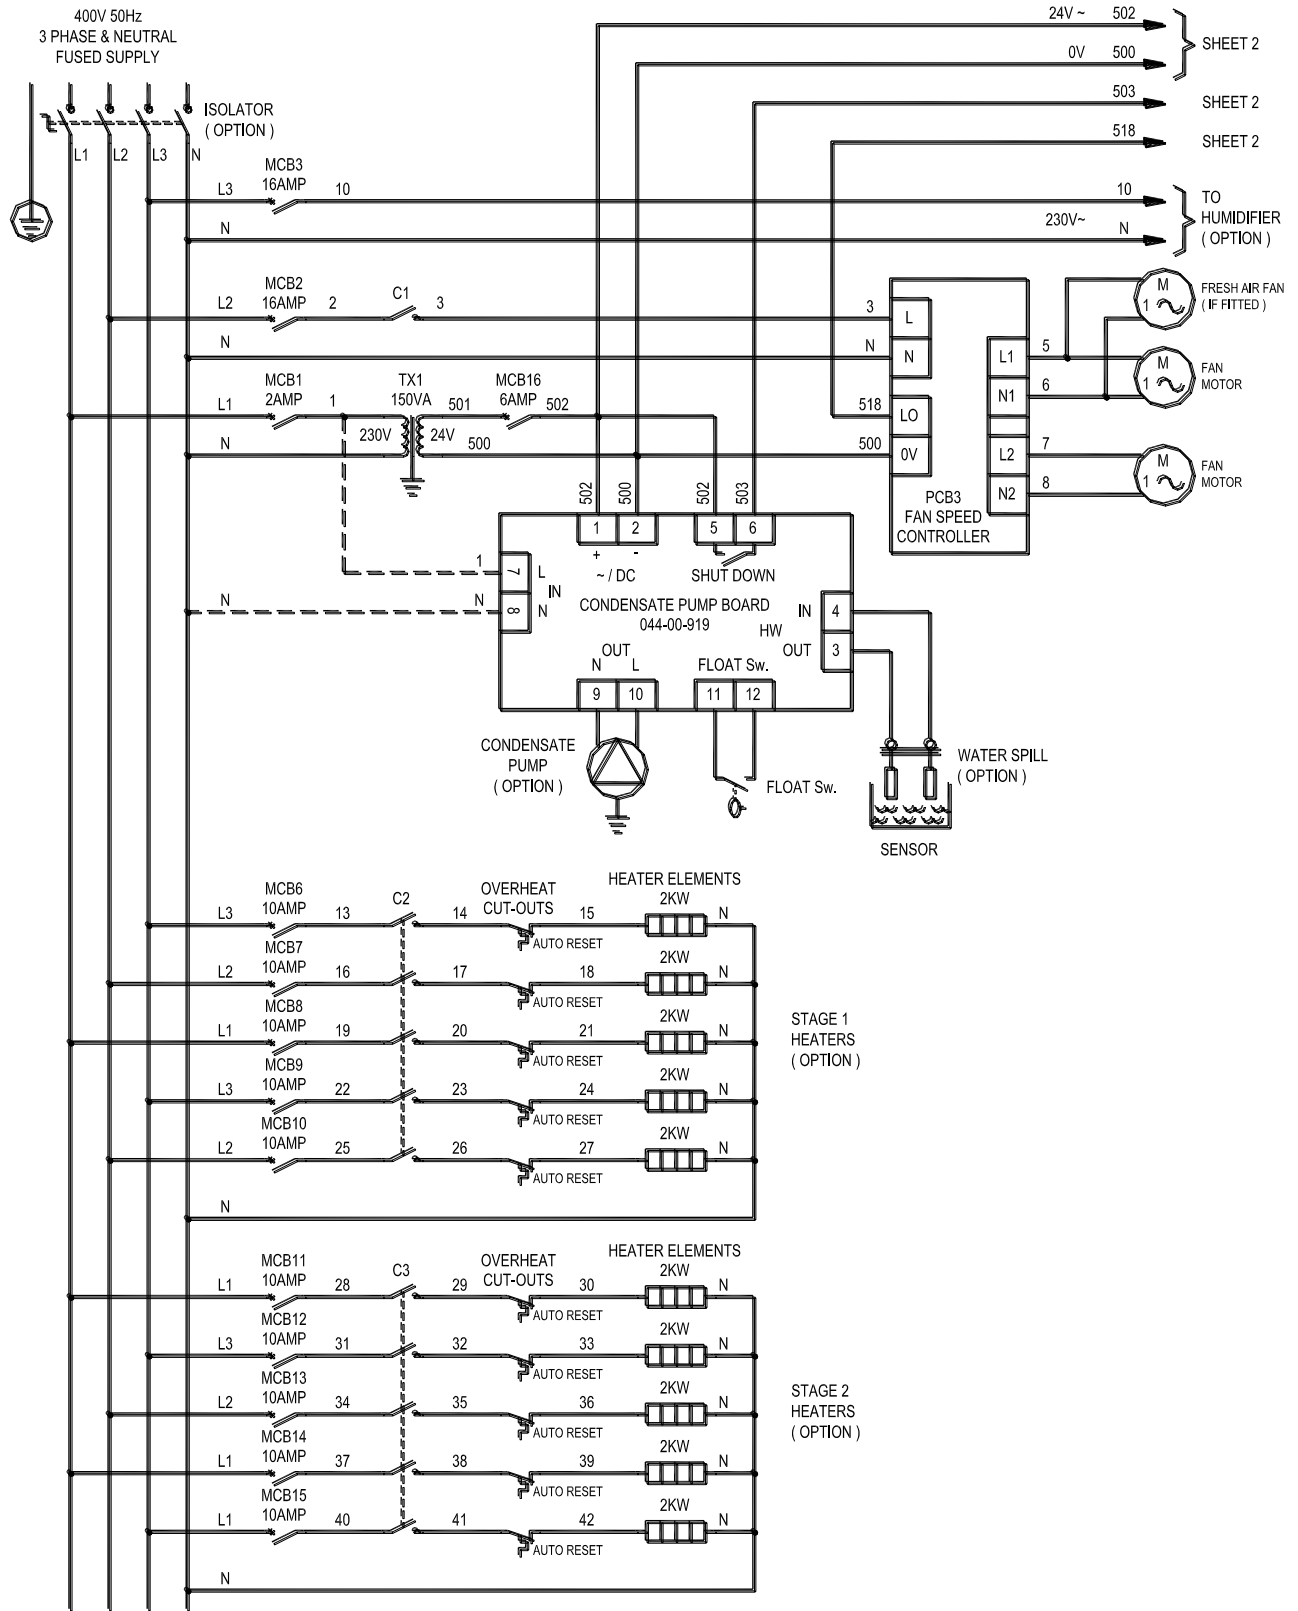 400V 50Hz
3 PHASE & NEUTRAL
FUSED SUPPLY
24V ~ 502
SHEET 2
0V 500
503 SHEET 2
518 SHEET 2
ISOLATOR
( OPTION )
L1 L2 L3 N
MCB3
L3 16AMP 10 10
TO
HUMIDIFIER
( OPTION )
N 230V~ N
MCB2
L2 16AMP 2 C1 3 3 L
N N N
FRESH AIR FAN
( IF FITTED )
M
1
L1 5
FAN
MOTOR
M
1
N1 6
MCB1
L1 2AMP 1
TX1
150VA
230V 24V
501
MCB16
6AMP 502
518 LO
N 500 500 0V
L2 7
N2 8
FAN
MOTOR
M
1
PCB3
FAN SPEED
CONTROLLER
502 500 502 503
1 2 5 6
+ -
~ / DC SHUT DOWN
1 7 L
IN
N N 8 N
CONDENSATE PUMP BOARD
044-00-919
IN 4
HW
OUT 3
OUT
N L FLOAT Sw.
9 10 11 12
CONDENSATE
PUMP
( OPTION )
FLOAT Sw.
WATER SPILL
( OPTION )
SENSOR
HEATER ELEMENTS
OVERHEAT
CUT-OUTS
MCB6
L3 10AMP 13 C2 14 15 2KW N
AUTO RESET
MCB7
L2 10AMP 16 17 18 2KW N
AUTO RESET
MCB8
L1 10AMP 19 20 21 2KW N
AUTO RESET
MCB9
L3 10AMP 22 23 24 2KW N
AUTO RESET
MCB10
L2 10AMP 25 26 27 2KW N
AUTO RESET
STAGE 1
HEATERS
( OPTION )
N
HEATER ELEMENTS
OVERHEAT
CUT-OUTS
MCB11
L1 10AMP 28 C3 29 30 2KW N
AUTO RESET
MCB12
L3 10AMP 31 32 33 2KW N
AUTO RESET
MCB13
L2 10AMP 34 35 36 2KW N
AUTO RESET
MCB14
L1 10AMP 37 38 39 2KW N
AUTO RESET
MCB15
L1 10AMP 40 41 42 2KW N
AUTO RESET
STAGE 2
HEATERS
( OPTION )
N